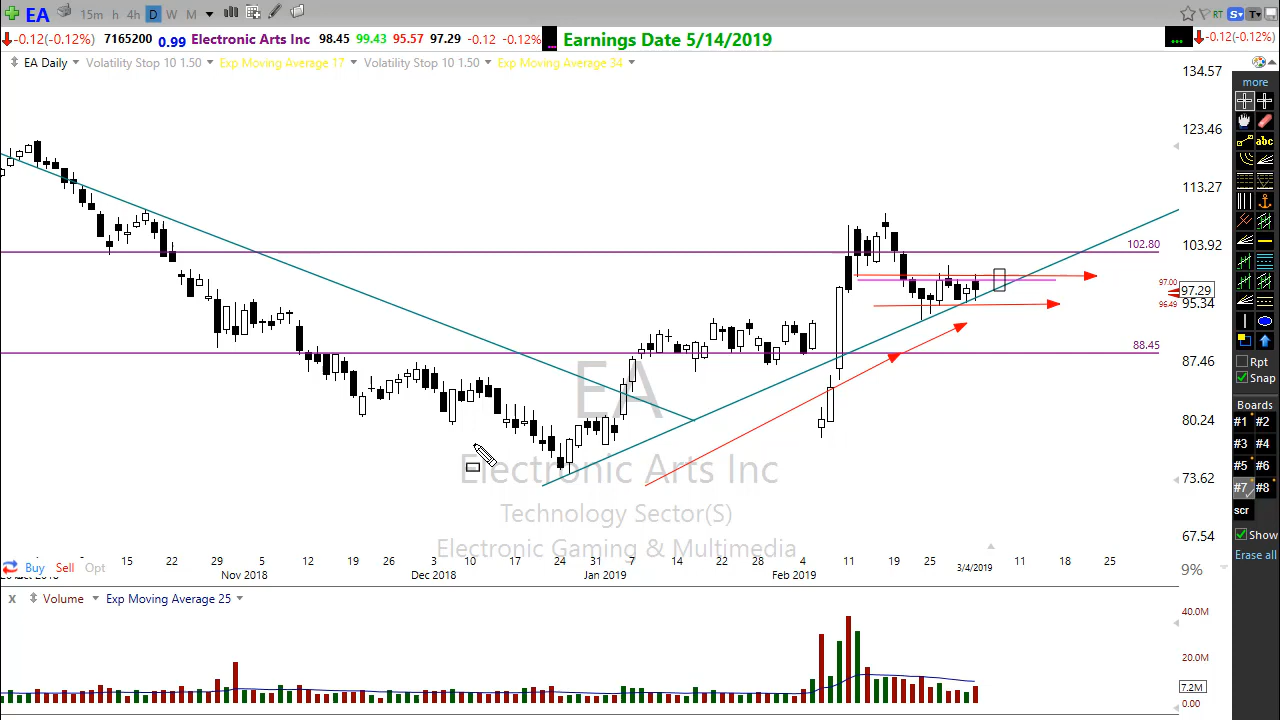 EA 15m h 4h D W M RT S T
-0.12(-0.12%) 7165200 0.99 Electronic Arts Inc 98.45 99.43 95.57 97.29 -0.12 -0.12% ... Earnings Date 5/14/2019 ... -0.12(-0.12%)
EA Daily Volatility Stop 10 1.50 Exp Moving Average 17 Volatility Stop 10 1.50 Exp Moving Average 34
134.57
more
abc
123.46
113.27
102.80 103.92
97.00
97.29
96.49 95.34
88.45
87.46
Rpt
Snap
Boards
EA
80.24 #1 #2
#3 #4
Electronic Arts Inc
73.62 #5 #6
#7 #8
Technology Sector(S)
scr
67.54
Show
Electronic Gaming & Multimedia
Erase all
Buy Sell Opt
15 22 29 5 12 19 26 3 10 17 24 31 7 14 22 28 4 11 19 25 11 18 25
Nov 2018 Dec 2018 Jan 2019 Feb 2019 3/4/2019
9%
X Volume Exp Moving Average 25
40.0M
20.0M
7.2M
0.00